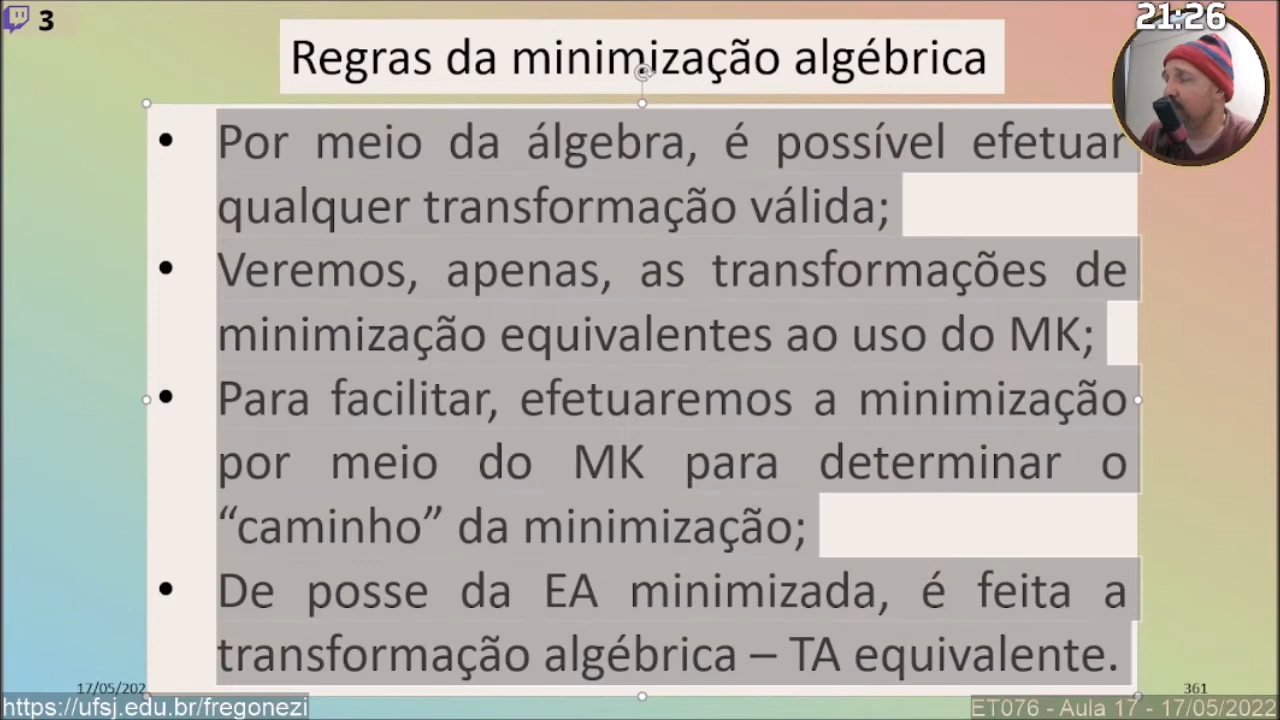 3
21:26
Regras da minimização algébrica
• Por meio da álgebra, é possível efetuar
qualquer transformação válida;
• Veremos, apenas, as transformações de
minimização equivalentes ao uso do MK;
• Para facilitar, efetuaremos a minimização
por meio do MK para determinar o
“caminho” da minimização;
• De posse da EA minimizada, é feita a
transformação algébrica – TA equivalente.
17/05/202
361
https://ufsj.edu.br/fregonezi
ET076 - Aula 17 - 17/05/2022